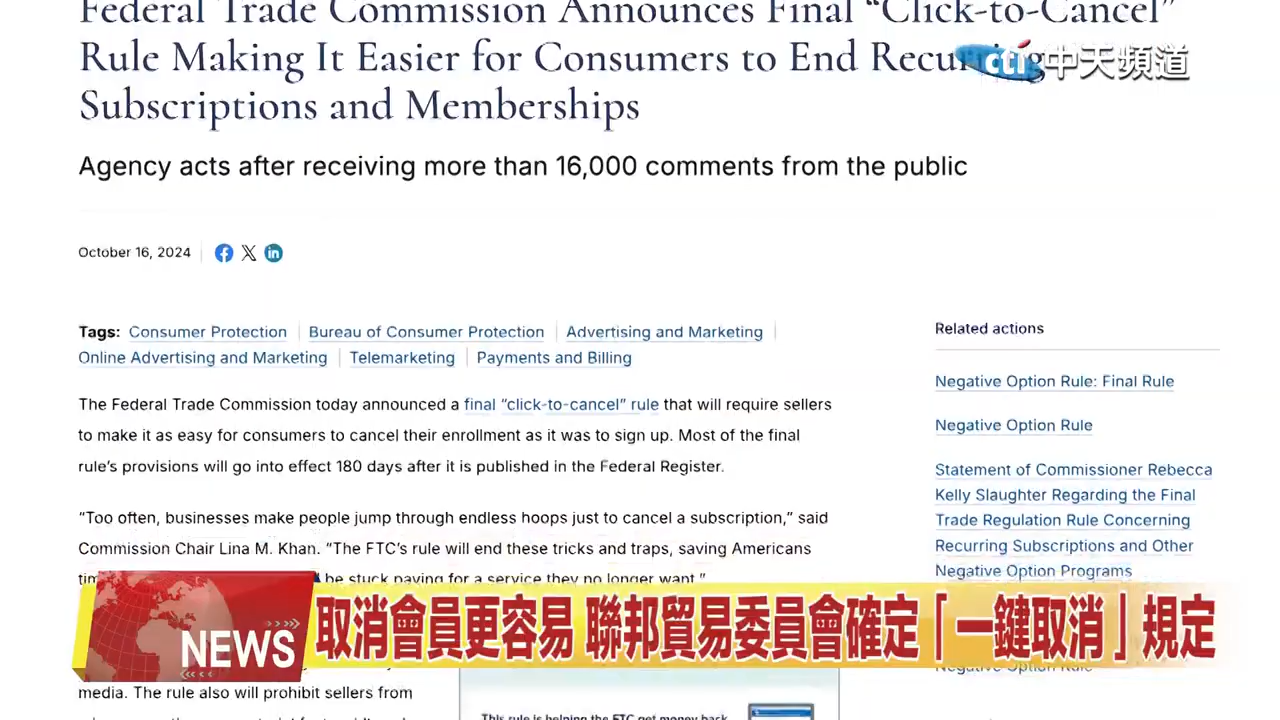 Federal Trade Commission Announces Final “Click-to-Cancel”
Rule Making It Easier for Consumers to End Recurring
Subscriptions and Memberships
cti 中天頻道
Agency acts after receiving more than 16,000 comments from the public
October 16, 2024
Tags: Consumer Protection Bureau of Consumer Protection Advertising and Marketing
Online Advertising and Marketing Telemarketing Payments and Billing
The Federal Trade Commission today announced a final “click-to-cancel” rule that will require sellers
to make it as easy for consumers to cancel their enrollment as it was to sign up. Most of the final
rule’s provisions will go into effect 180 days after it is published in the Federal Register.
“Too often, businesses make people jump through endless hoops just to cancel a subscription,” said
Commission Chair Lina M. Khan. “The FTC’s rule will end these tricks and traps, saving Americans
be stuck paying for a service they no longer want.”
media. The rule also will prohibit sellers from
This rule is helping the FTC get money back
Related actions
Negative Option Rule: Final Rule
Negative Option Rule
Statement of Commissioner Rebecca
Kelly Slaughter Regarding the Final
Trade Regulation Rule Concerning
Recurring Subscriptions and Other
Negative Option Programs
Negative Option Rule
NEWS
取消會員更容易 聯邦貿易委員會確定「一鍵取消」規定